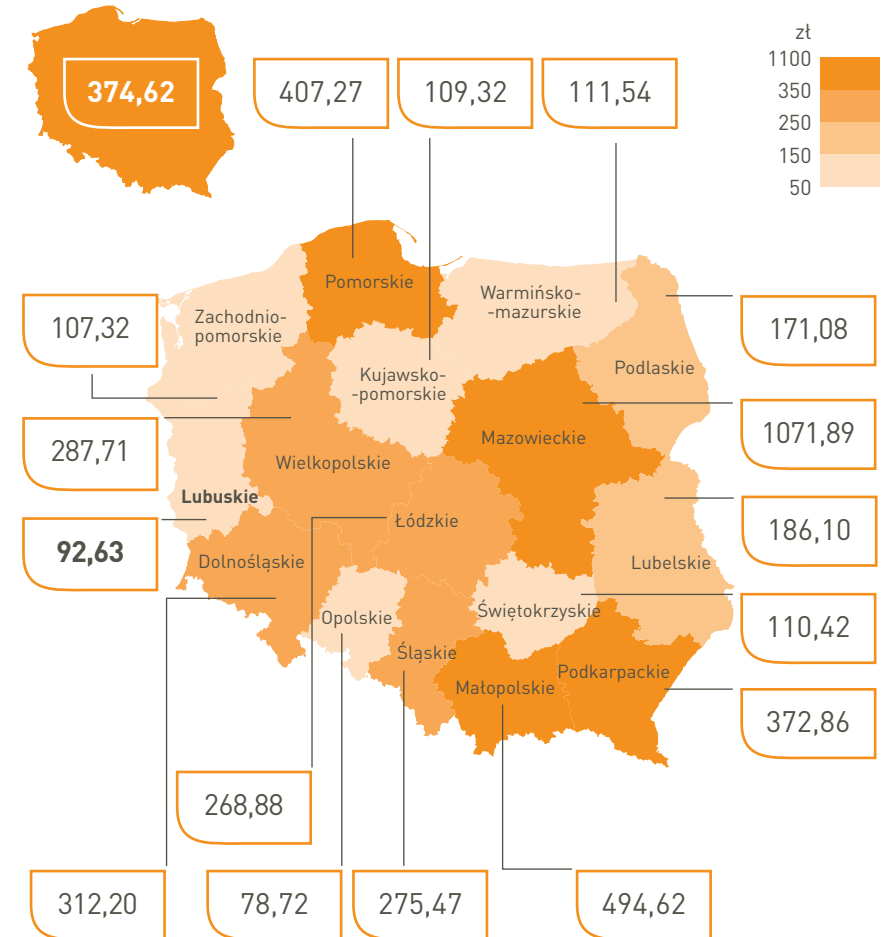 374,62
407,27
109,32
111,54
zł
1100
350
250
150
50
Pomorskie
Warmińsko-
-mazurskie
Zachodnio-
pomorskie
107,32
171,08
Podlaskie
Kujawsko-
-pomorskie
287,71
1071,89
Mazowieckie
Wielkopolskie
Lubuskie
Łódzkie
186,10
92,63
Dolnośląskie
Lubelskie
Opolskie
Świętokrzyskie
110,42
Śląskie
Małopolskie
Podkarpackie
372,86
268,88
312,20
78,72
275,47
494,62